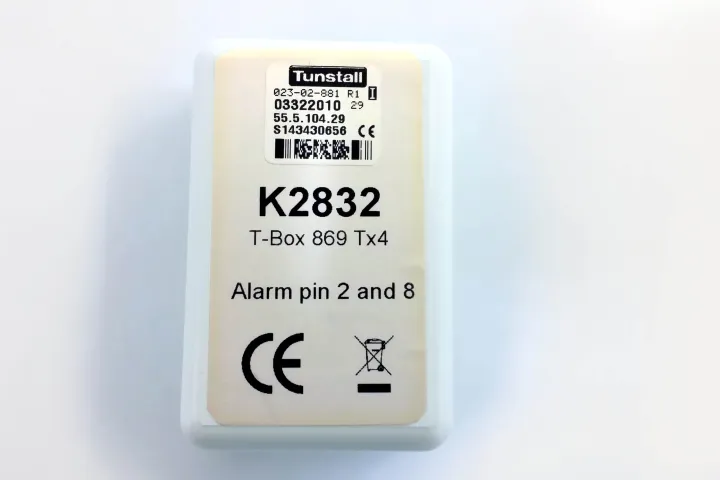 Tunstall
023-02-881 R1 I
03322010 29
55.5.104.29
S143430656 CE
K2832
T-Box 869 Tx4
Alarm pin 2 and 8
CE